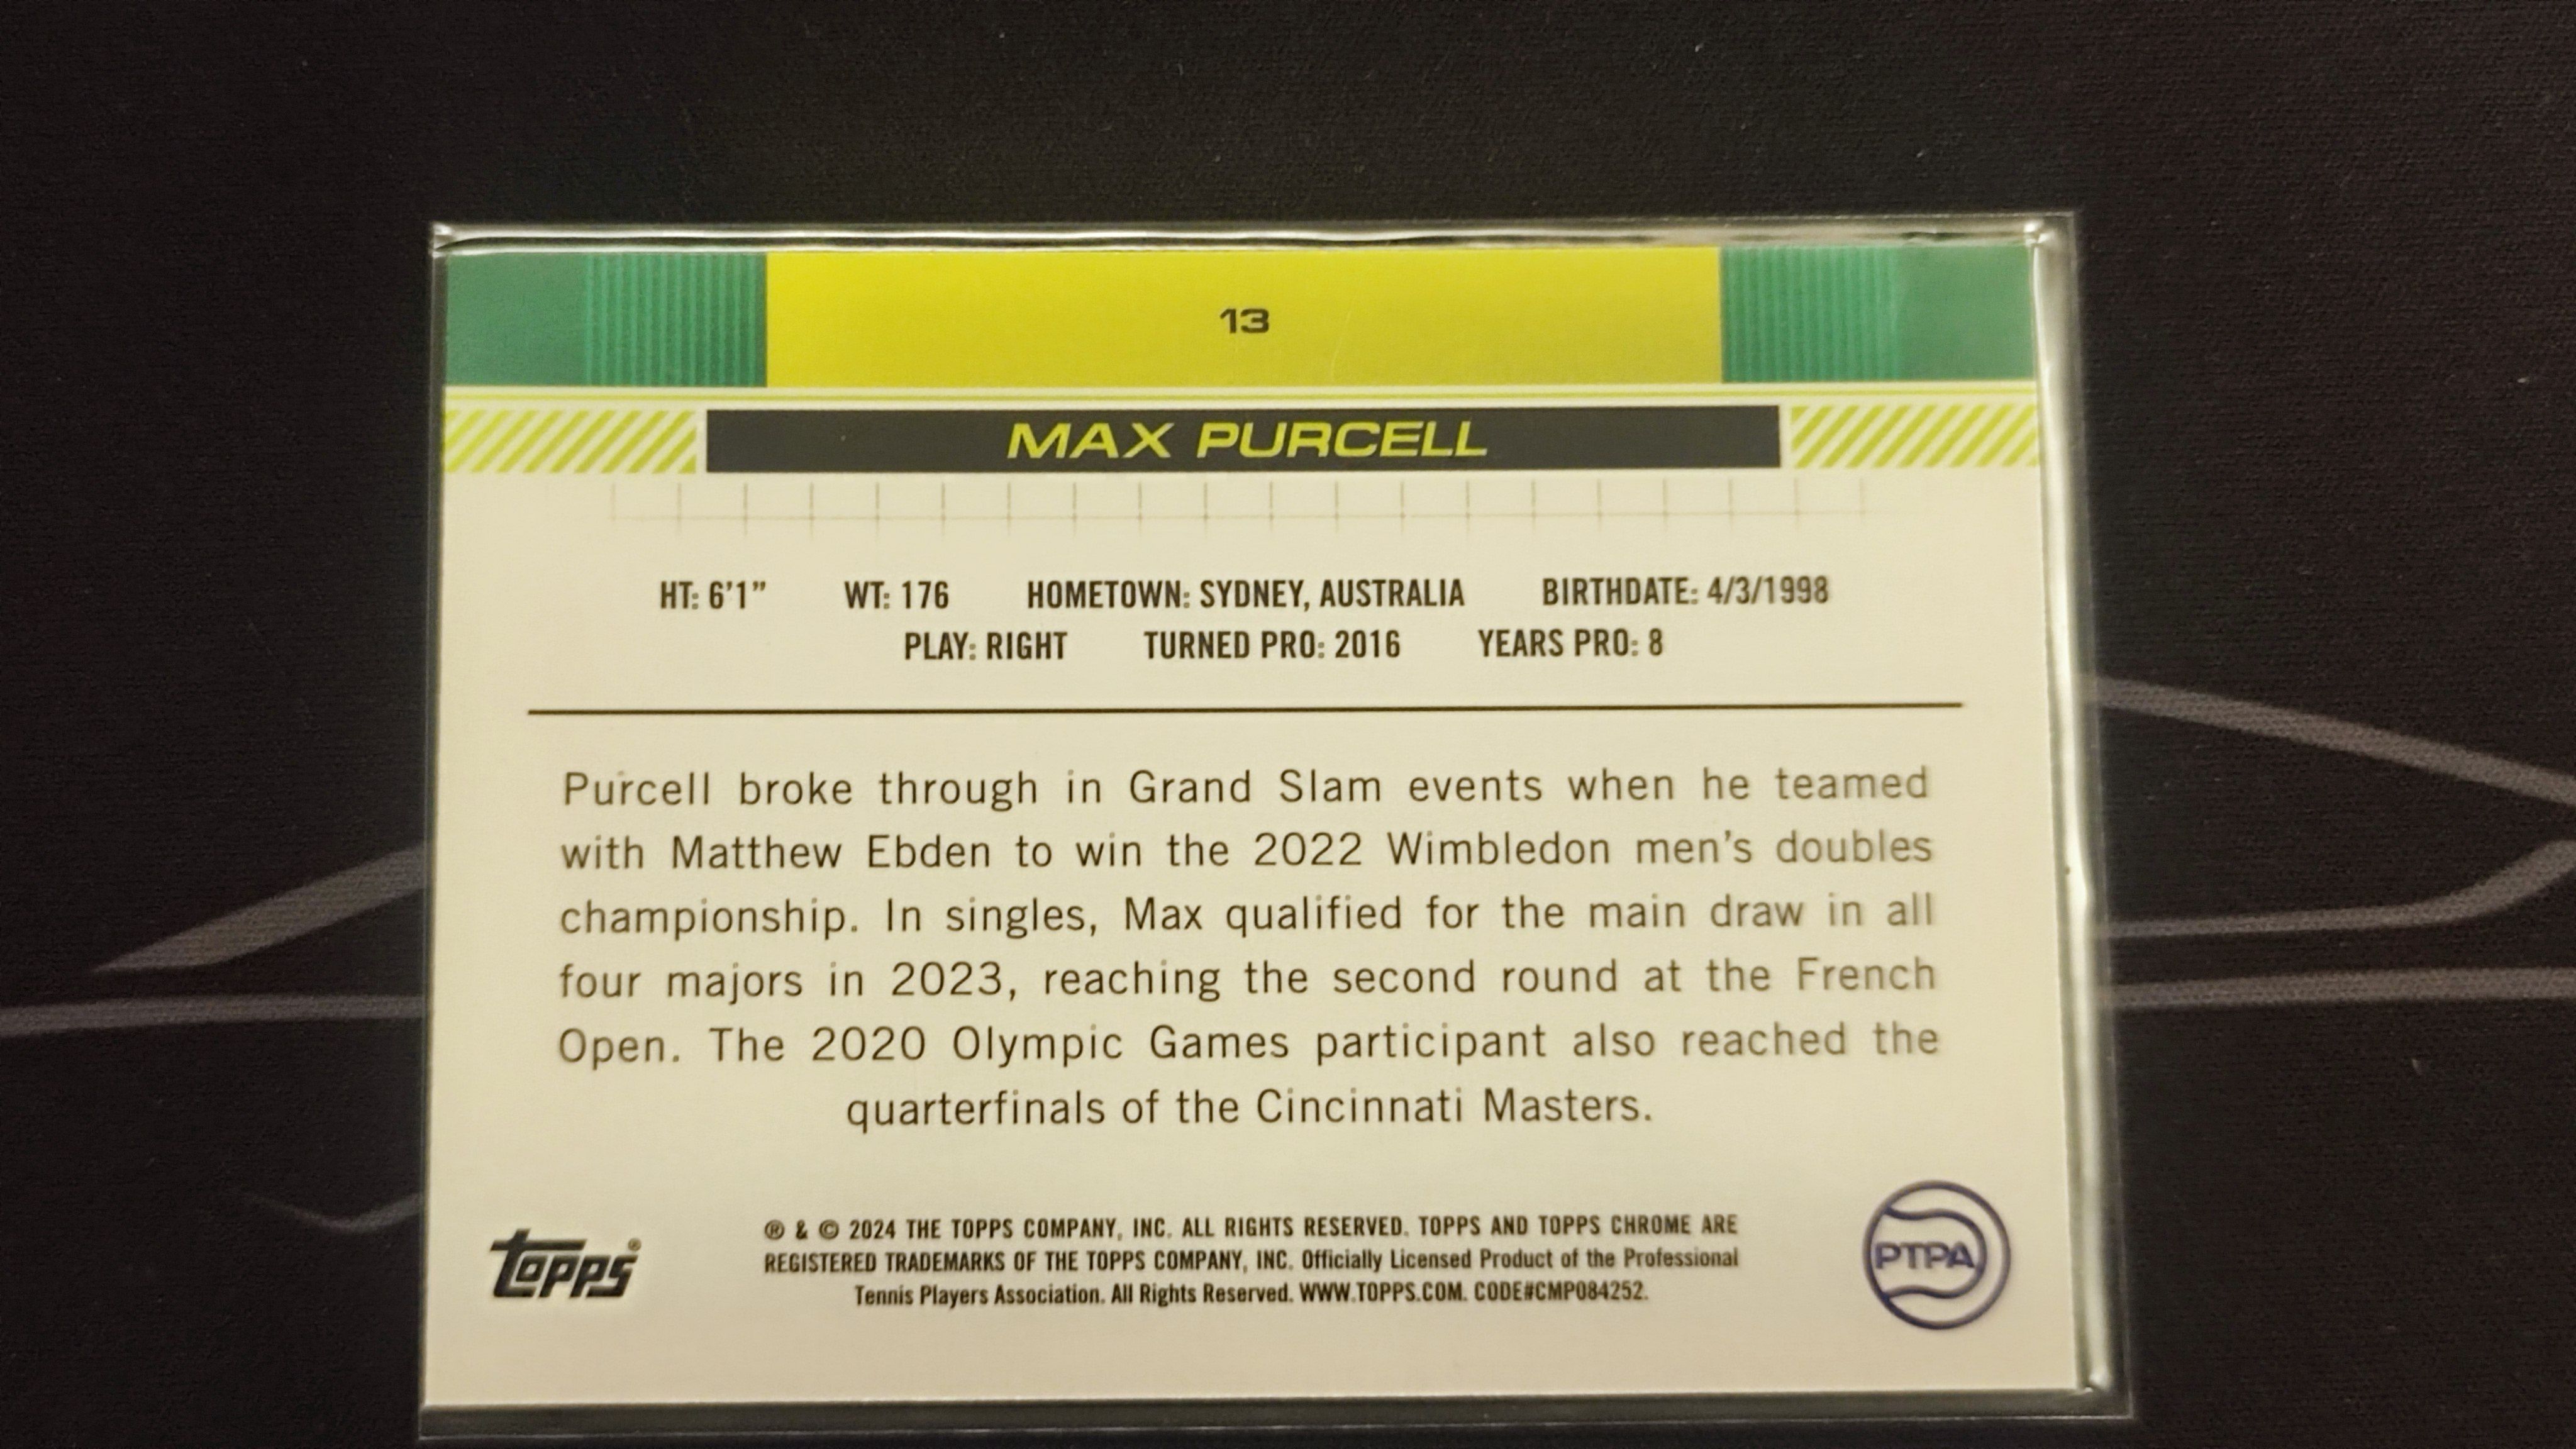 13
MAX PURCELL
HT: 6'1" WT: 176 HOMETOWN: SYDNEY, AUSTRALIA BIRTHDATE: 4/3/1998
PLAY: RIGHT TURNED PRO: 2016 YEARS PRO: 8
Purcell broke through in Grand Slam events when he teamed
with Matthew Ebden to win the 2022 Wimbledon men's doubles
championship. In singles, Max qualified for the main draw in all
four majors in 2023, reaching the second round at the French
Open. The 2020 Olympic Games participant also reached the
quarterfinals of the Cincinnati Masters.
topps®
® & © 2024 THE TOPPS COMPANY, INC. ALL RIGHTS RESERVED. TOPPS AND TOPPS CHROME ARE
REGISTERED TRADEMARKS OF THE TOPPS COMPANY, INC. Officially Licensed Product of the Professional
Tennis Players Association. All Rights Reserved. WWW.TOPPS.COM. CODE#CMP084252.
PTPA